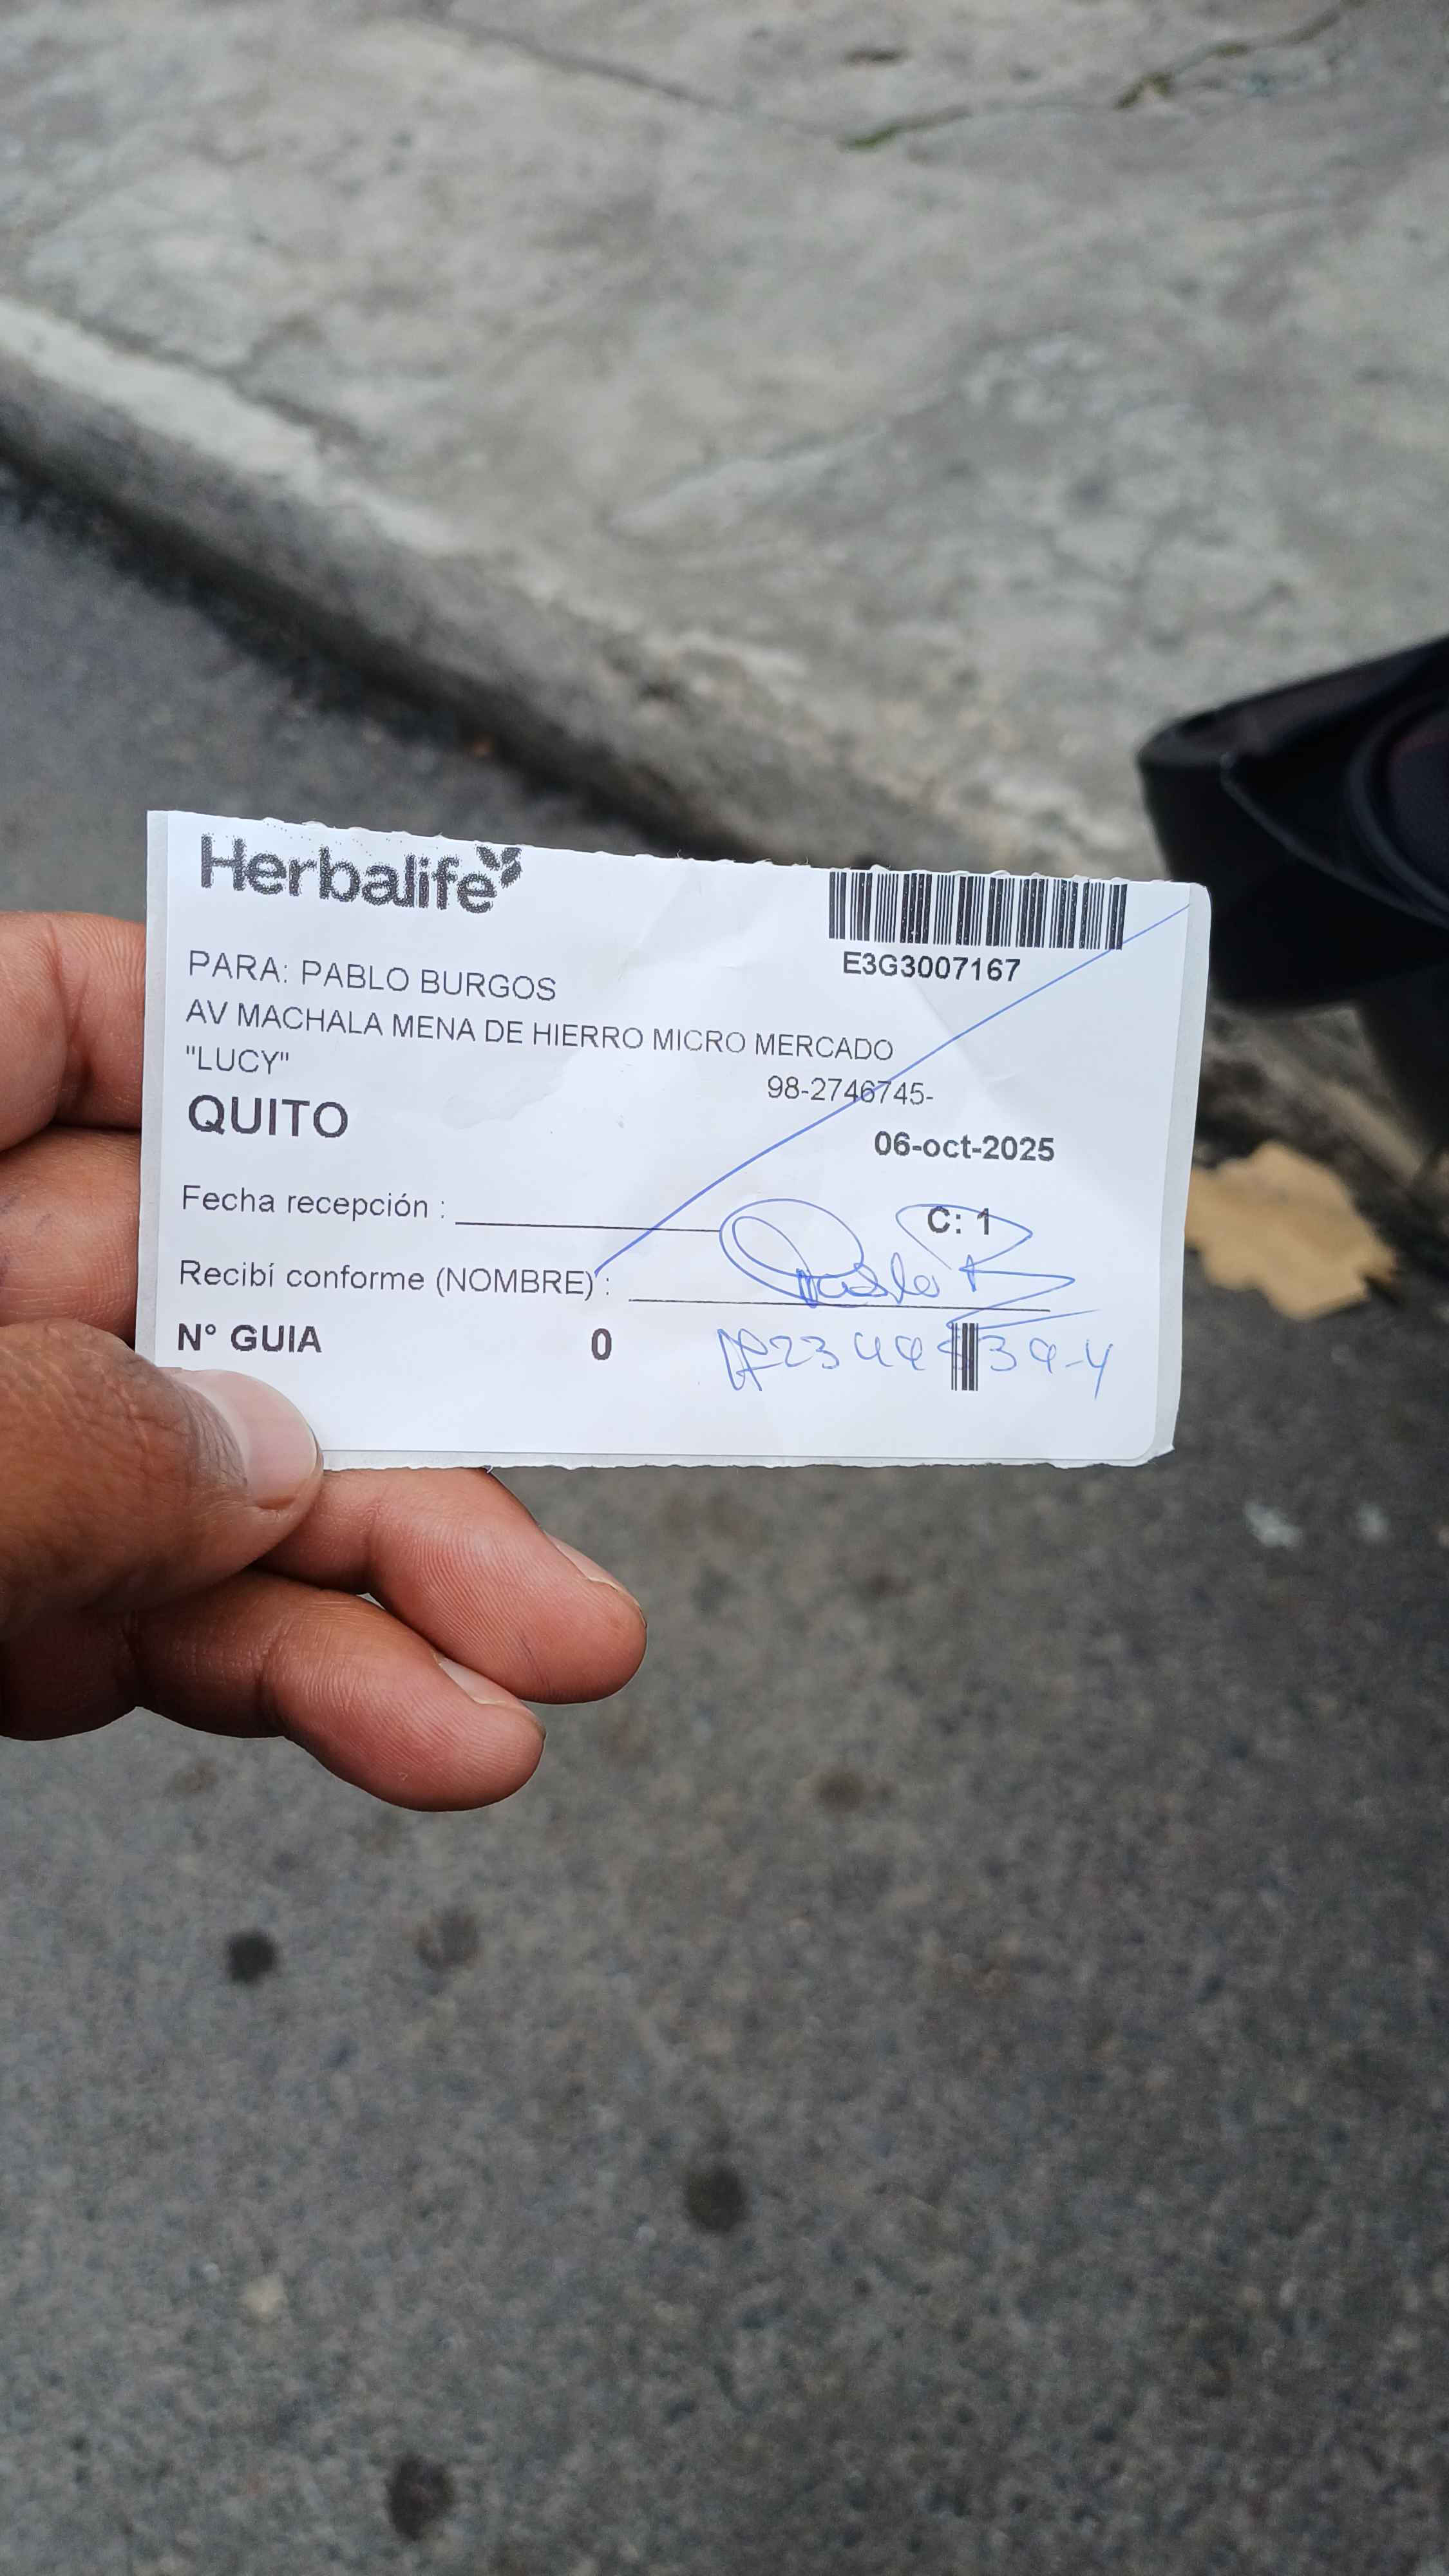 Herbalife
E3G3007167
PARA: PABLO BURGOS
AV MACHALA MENA DE HIERRO MICRO MERCADO
"LUCY"
98-2746745-
QUITO
06-oct-2025
Fecha recepción :
C: 1
Recibí conforme (NOMBRE) : Pablo B
N° GUIA 0